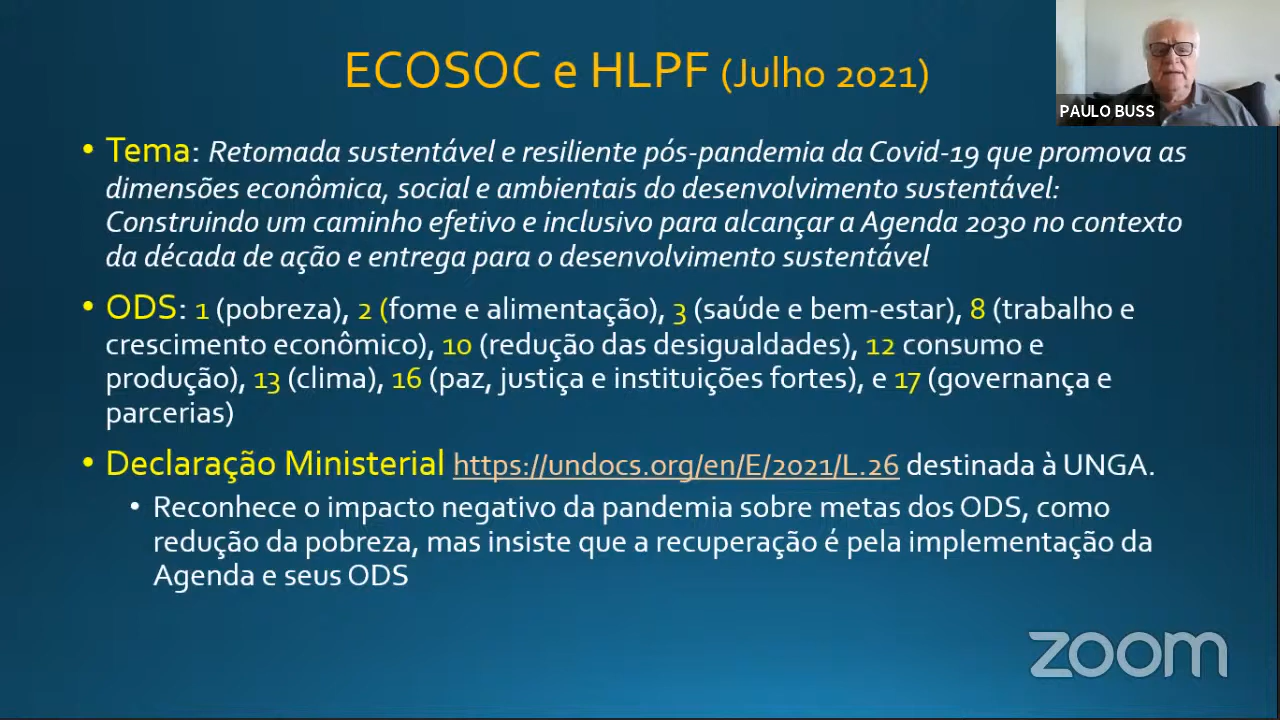 ECOSOC e HLPF (Julho 2021)
PAULO BUSS
• Tema: Retomada sustentável e resiliente pós-pandemia da Covid-19 que promova as
dimensões econômica, social e ambientais do desenvolvimento sustentável:
Construindo um caminho efetivo e inclusivo para alcançar a Agenda 2030 no contexto
da década de ação e entrega para o desenvolvimento sustentável
• ODS: 1 (pobreza), 2 (fome e alimentação), 3 (saúde e bem-estar), 8 (trabalho e
crescimento econômico), 10 (redução das desigualdades), 12 consumo e
produção), 13 (clima), 16 (paz, justiça e instituições fortes), e 17 (governança e
parcerias)
• Declaração Ministerial https://undocs.org/en/E/2021/L.26 destinada à UNGA.
• Reconhece o impacto negativo da pandemia sobre metas dos ODS, como
redução da pobreza, mas insiste que a recuperação é pela implementação da
Agenda e seus ODS
zoom